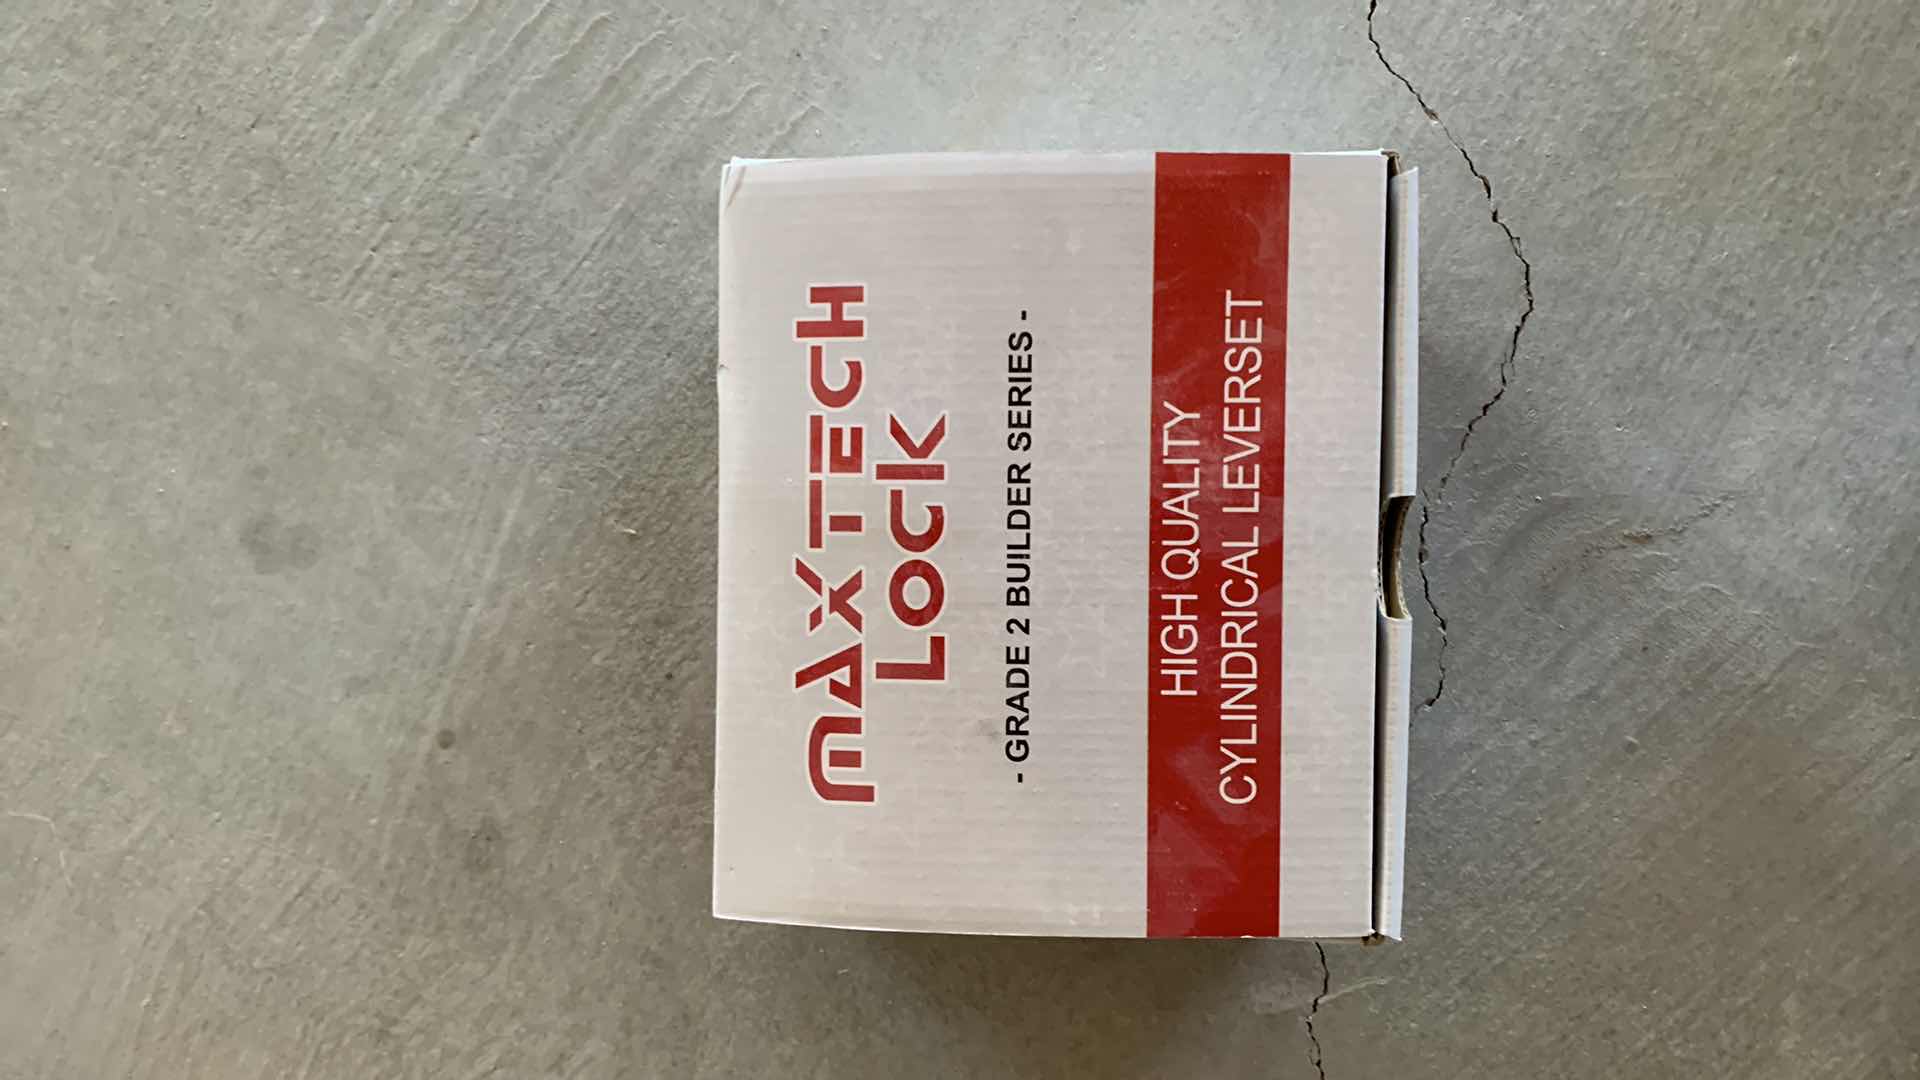 MAXTECH
LOCK
- GRADE 2 BUILDER SERIES -
HIGH QUALITY
CYLINDRICAL LEVERSET